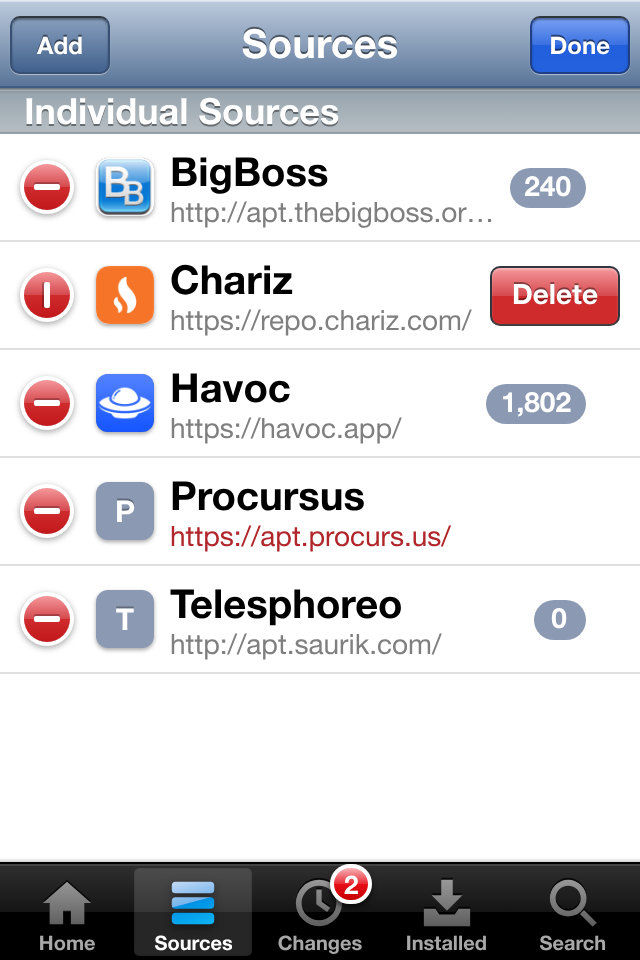 Add
Sources
Done
Individual Sources
BB
BigBoss
http://apt.thebigboss.or…
240
Chariz
https://repo.chariz.com/
Delete
Havoc
https://havoc.app/
1,802
P
Procursus
https://apt.procurs.us/
T
Telesphoreo
http://apt.saurik.com/
0
2
Home
Sources
Changes
Installed
Search